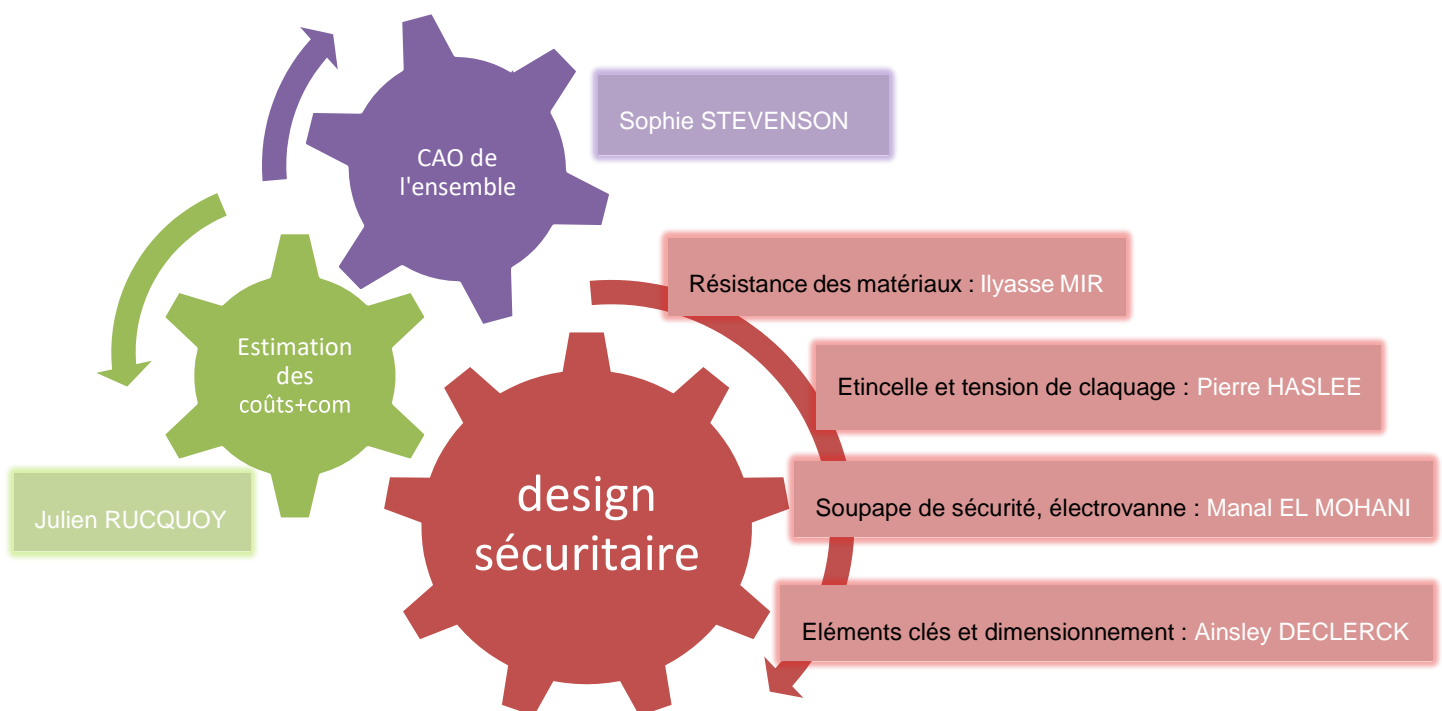 Sophie STEVENSON
CAO de
l'ensemble
Résistance des matériaux : Ilyasse MIR
Estimation
des
coûts+com
Etincelle et tension de claquage : Pierre HASLEE
design
sécuritaire
Soupape de sécurité, électrovanne : Manal EL MOHANI
Julien RUCQUOY
Eléments clés et dimensionnement : Ainsley DECLERCK